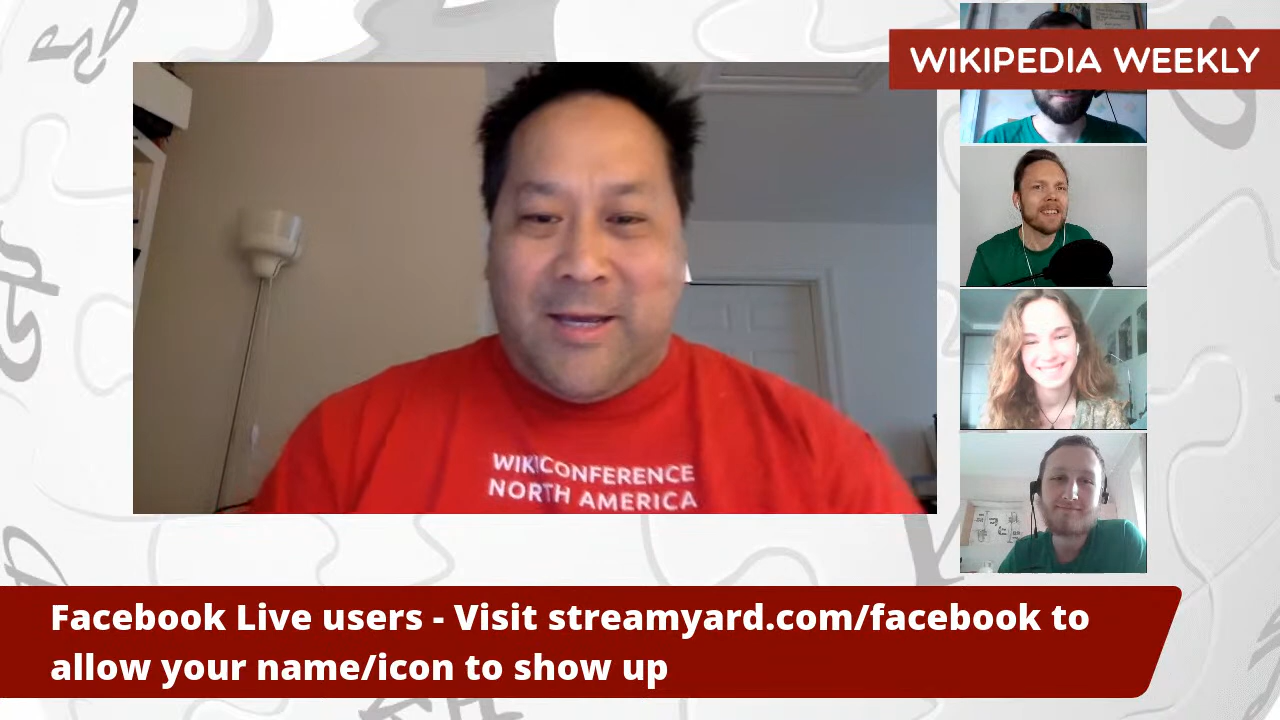 WIKIPEDIA WEEKLY
WIKICONFERENCE
NORTH AMERICA
Facebook Live users - Visit streamyard.com/facebook to
allow your name/icon to show up